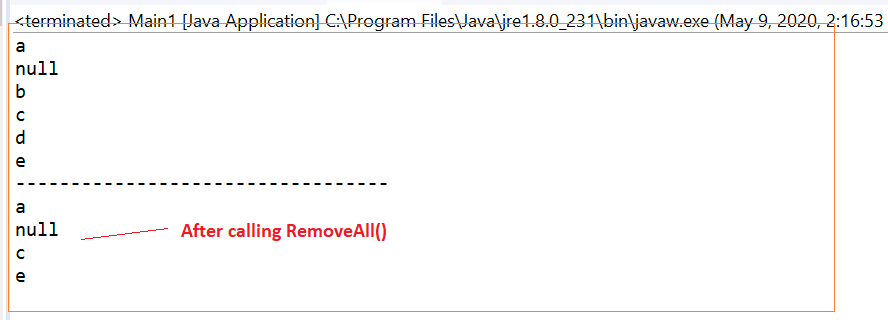 <terminated> Main1 [Java Application] C:\Program Files\Java\jre1.8.0_231\bin\javaw.exe (May 9, 2020, 2:16:53
a
null
b
c
d
e
----------------------------------
a
null After calling RemoveAll()
c
e